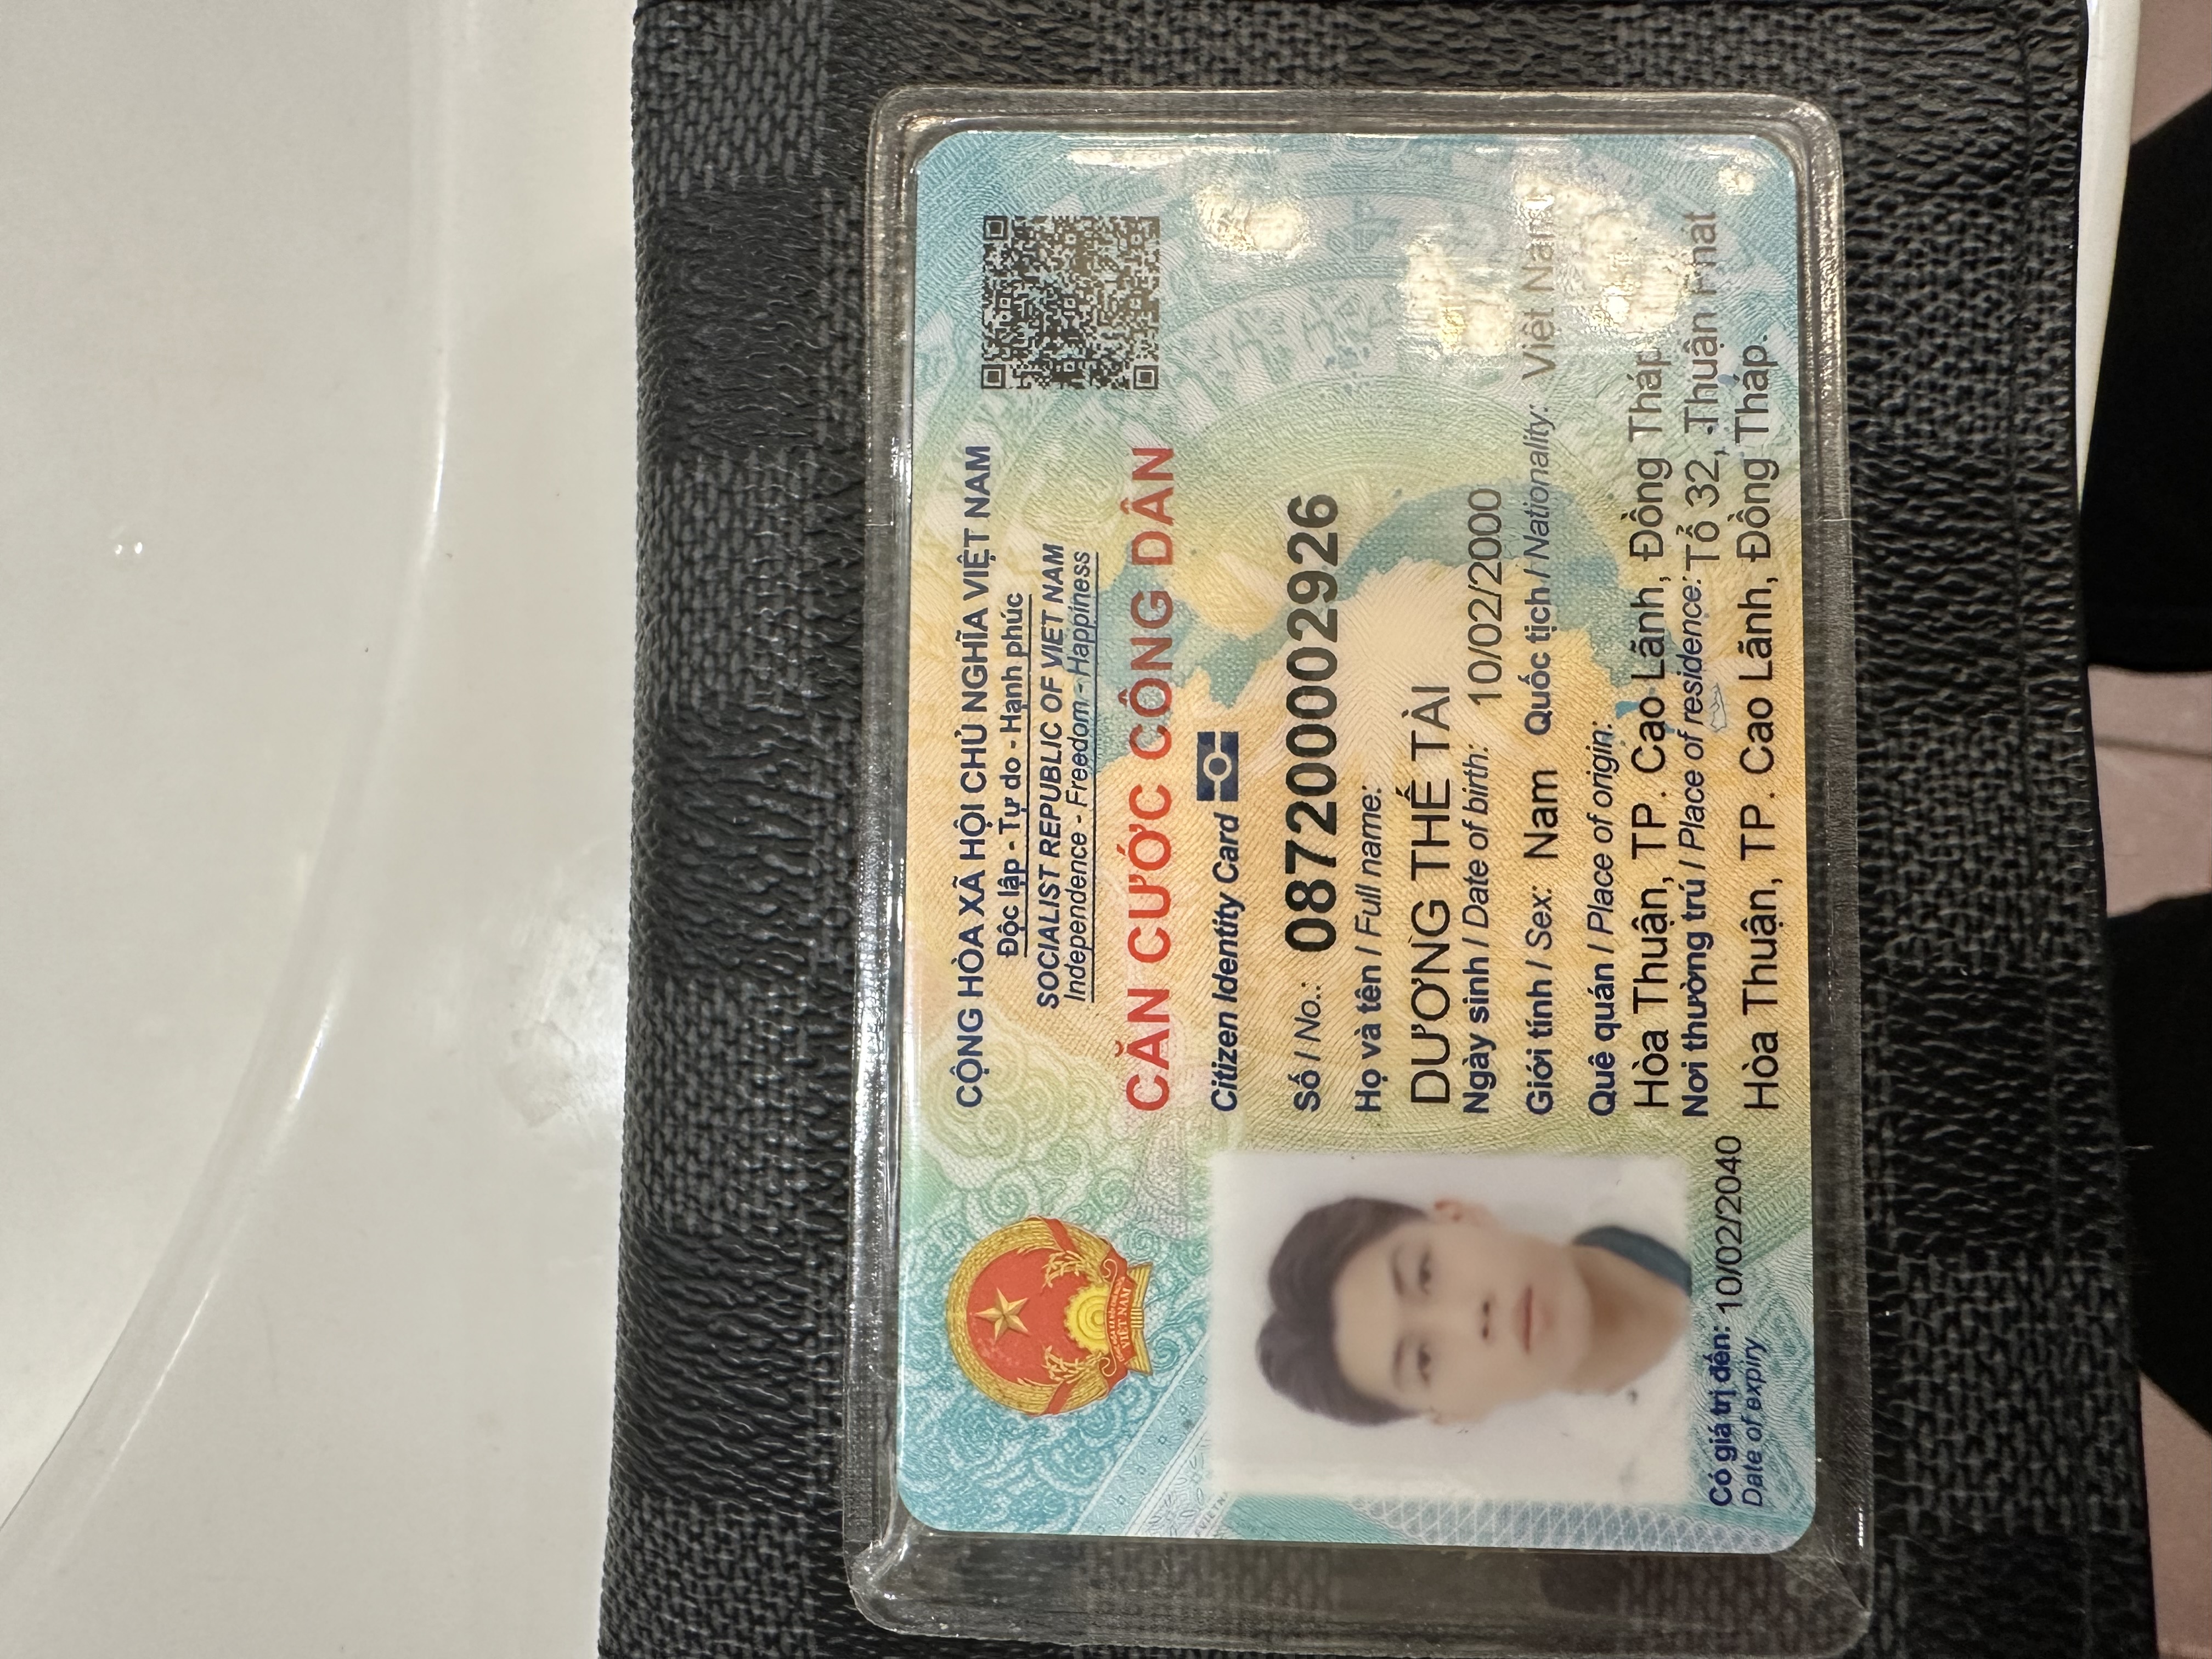 CỘNG HÒA XÃ HỘI CHỦ NGHĨA VIỆT NAM
Độc lập - Tự do - Hạnh phúc
SOCIALIST REPUBLIC OF VIET NAM
Independence - Freedom - Happiness
CĂN CƯỚC CÔNG DÂN
Citizen Identity Card
Số / No.: 087200002926
Họ và tên / Full name:
DƯƠNG THẾ TÀI
Ngày sinh / Date of birth: 10/02/2000
Giới tính / Sex: Nam Quốc tịch / Nationality: Việt Nam
Quê quán / Place of origin:
Hòa Thuận, TP. Cao Lãnh, Đồng Tháp
Nơi thường trú / Place of residence: Tổ 32, Thuận Phát
Hòa Thuận, TP. Cao Lãnh, Đồng Tháp.
Có giá trị đến: 10/02/2040
Date of expiry
VIỆT NAM